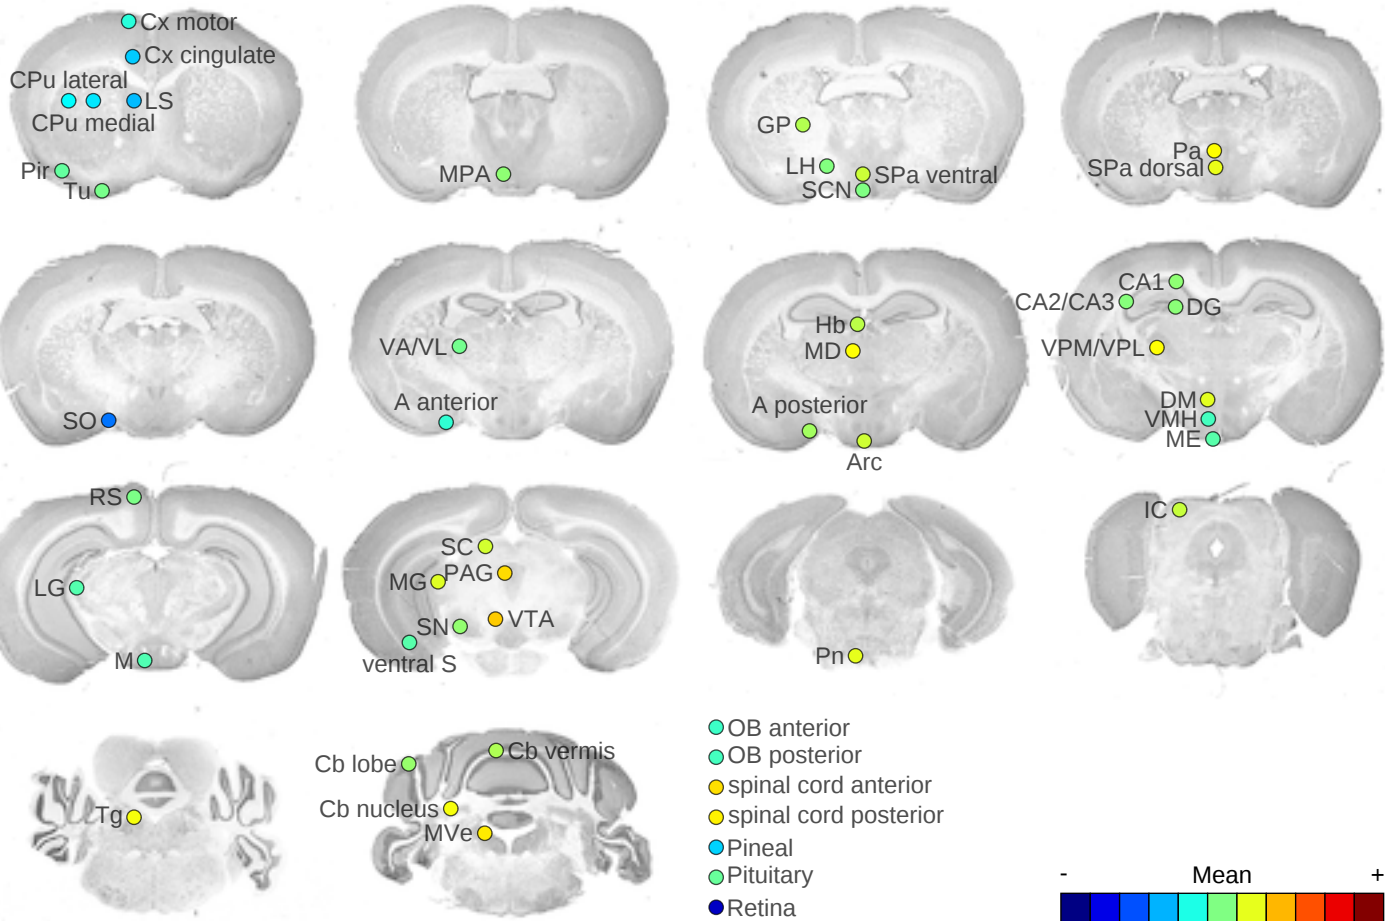 Cx motor
Cx cingulate
CPu lateral
LS
CPu medial
Pir
Tu
MPA
GP
LH
SPa ventral
SCN
Pa
SPa dorsal
SO
VA/VL
A anterior
Hb
MD
A posterior
Arc
CA1
CA2/CA3
DG
VPM/VPL
DM
VMH
ME
RS
LG
M
SC
PAG
MG
VTA
SN
ventral S
Pn
IC
Tg
Cb vermis
Cb lobe
Cb nucleus
MVe
OB anterior
OB posterior
spinal cord anterior
spinal cord posterior
Pineal
Pituitary
Retina
- Mean +